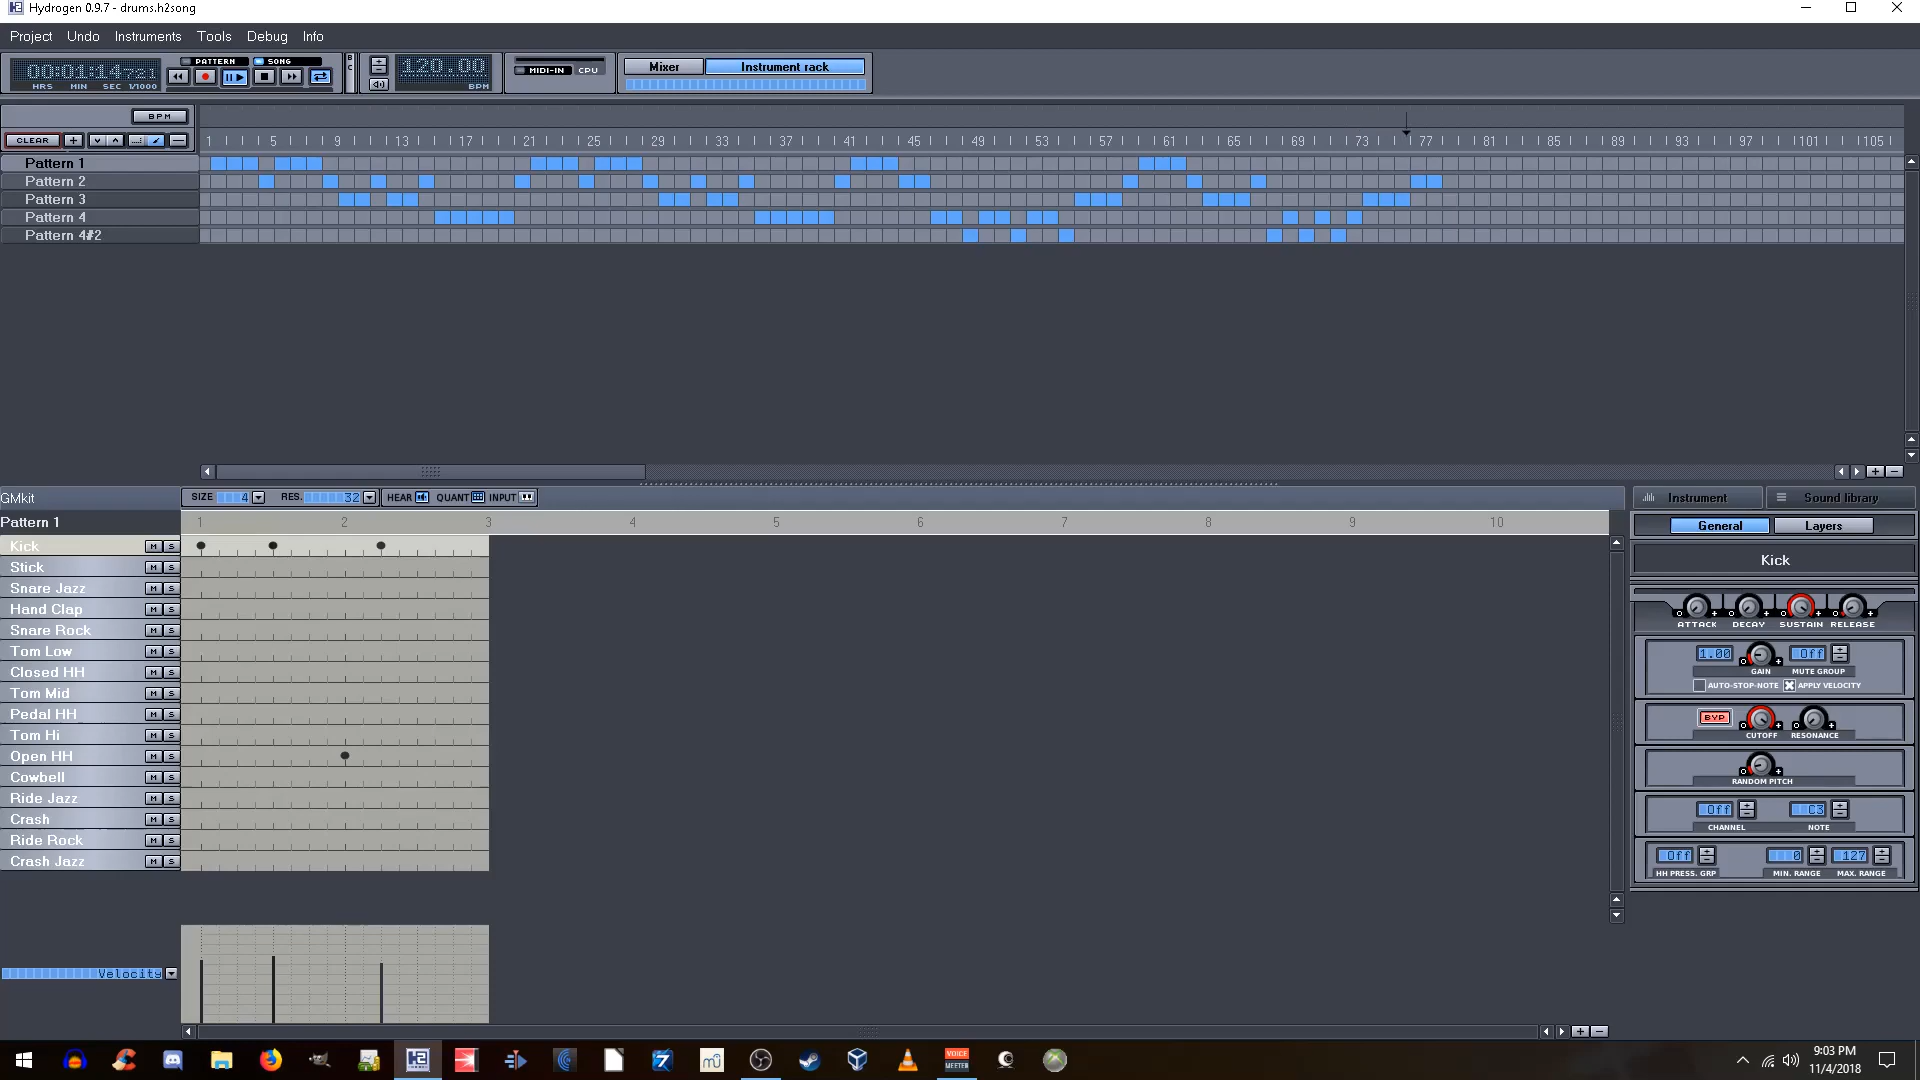 Hydrogen 0.9.7 - drums.h2song
Project Undo Instruments Tools Debug Info
00:01:14721
HRS MIN SEC 1/1000
PATTERN SONG
B C
120.00
BPM
MIDI-IN CPU
Mixer Instrument rack
BPM
CLEAR
1 5 9 13 17 21 25 29 33 37 41 45 49 53 57 61 65 69 73 77 81 85 89 93 97 101 105
Pattern 1
Pattern 2
Pattern 3
Pattern 4
Pattern 4#2
GMkit
SIZE 4 RES. 32 HEAR QUANT INPUT
Instrument Sound library
Pattern 1
1 2 3 4 5 6 7 8 9 10
General Layers
Kick M S
Stick M S
Snare Jazz M S
Hand Clap M S
Snare Rock M S
Tom Low M S
Closed HH M S
Tom Mid M S
Pedal HH M S
Tom Hi M S
Open HH M S
Cowbell M S
Ride Jazz M S
Crash M S
Ride Rock M S
Crash Jazz M S
Kick
ATTACK DECAY SUSTAIN RELEASE
1.00 Off
GAIN MUTE GROUP
AUTO-STOP-NOTE APPLY VELOCITY
BYP
CUTOFF RESONANCE
RANDOM PITCH
Off C3
CHANNEL NOTE
Off 0 127
HH PRESS. GRP MIN. RANGE MAX. RANGE
Velocity
H2
mü
VOICE
MEETER
9:03 PM
11/4/2018